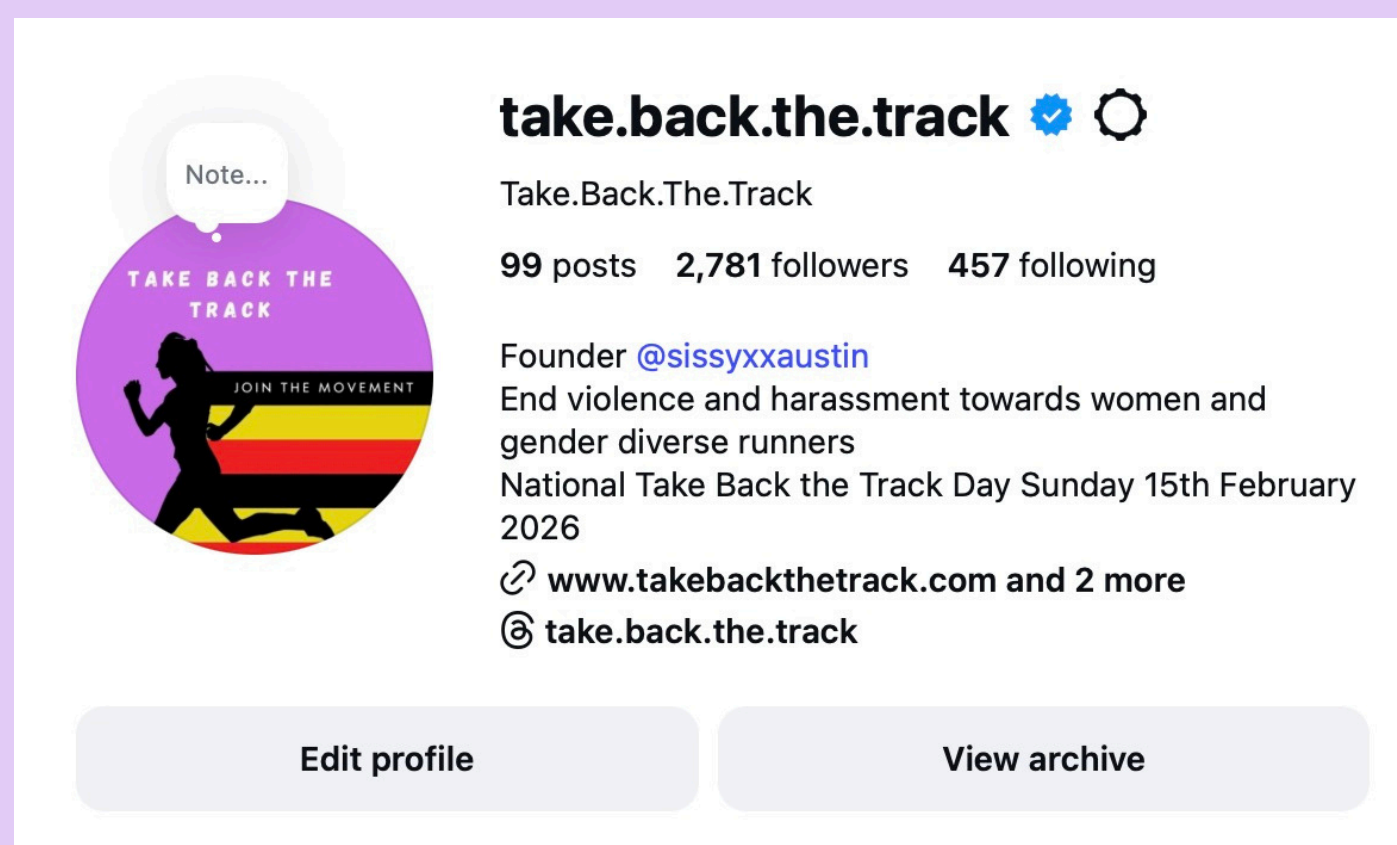 take.back.the.track
Note...
Take.Back.The.Track
99 posts 2,781 followers 457 following
TAKE BACK THE
TRACK
JOIN THE MOVEMENT
Founder @sissyxxaustin
End violence and harassment towards women and
gender diverse runners
National Take Back the Track Day Sunday 15th February
2026
www.takebackthetrack.com and 2 more
take.back.the.track
Edit profile
View archive